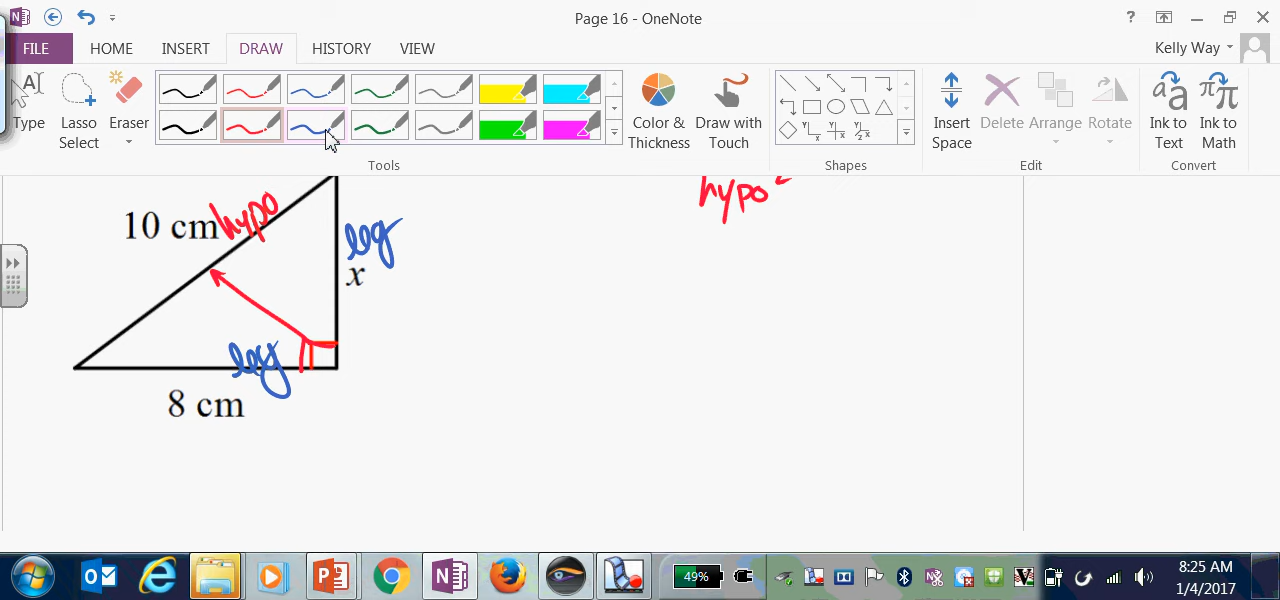 Page 16 - OneNote
?
FILE HOME INSERT DRAW HISTORY VIEW
Kelly Way
Type
Lasso Select
Eraser
Color & Thickness
Draw with Touch
Insert Space
Delete
Arrange
Rotate
Ink to Text
Ink to Math
Tools
Shapes
Edit
Convert
hypo²
10 cm
hypo
leg
x
leg
8 cm
49%
8:25 AM
1/4/2017